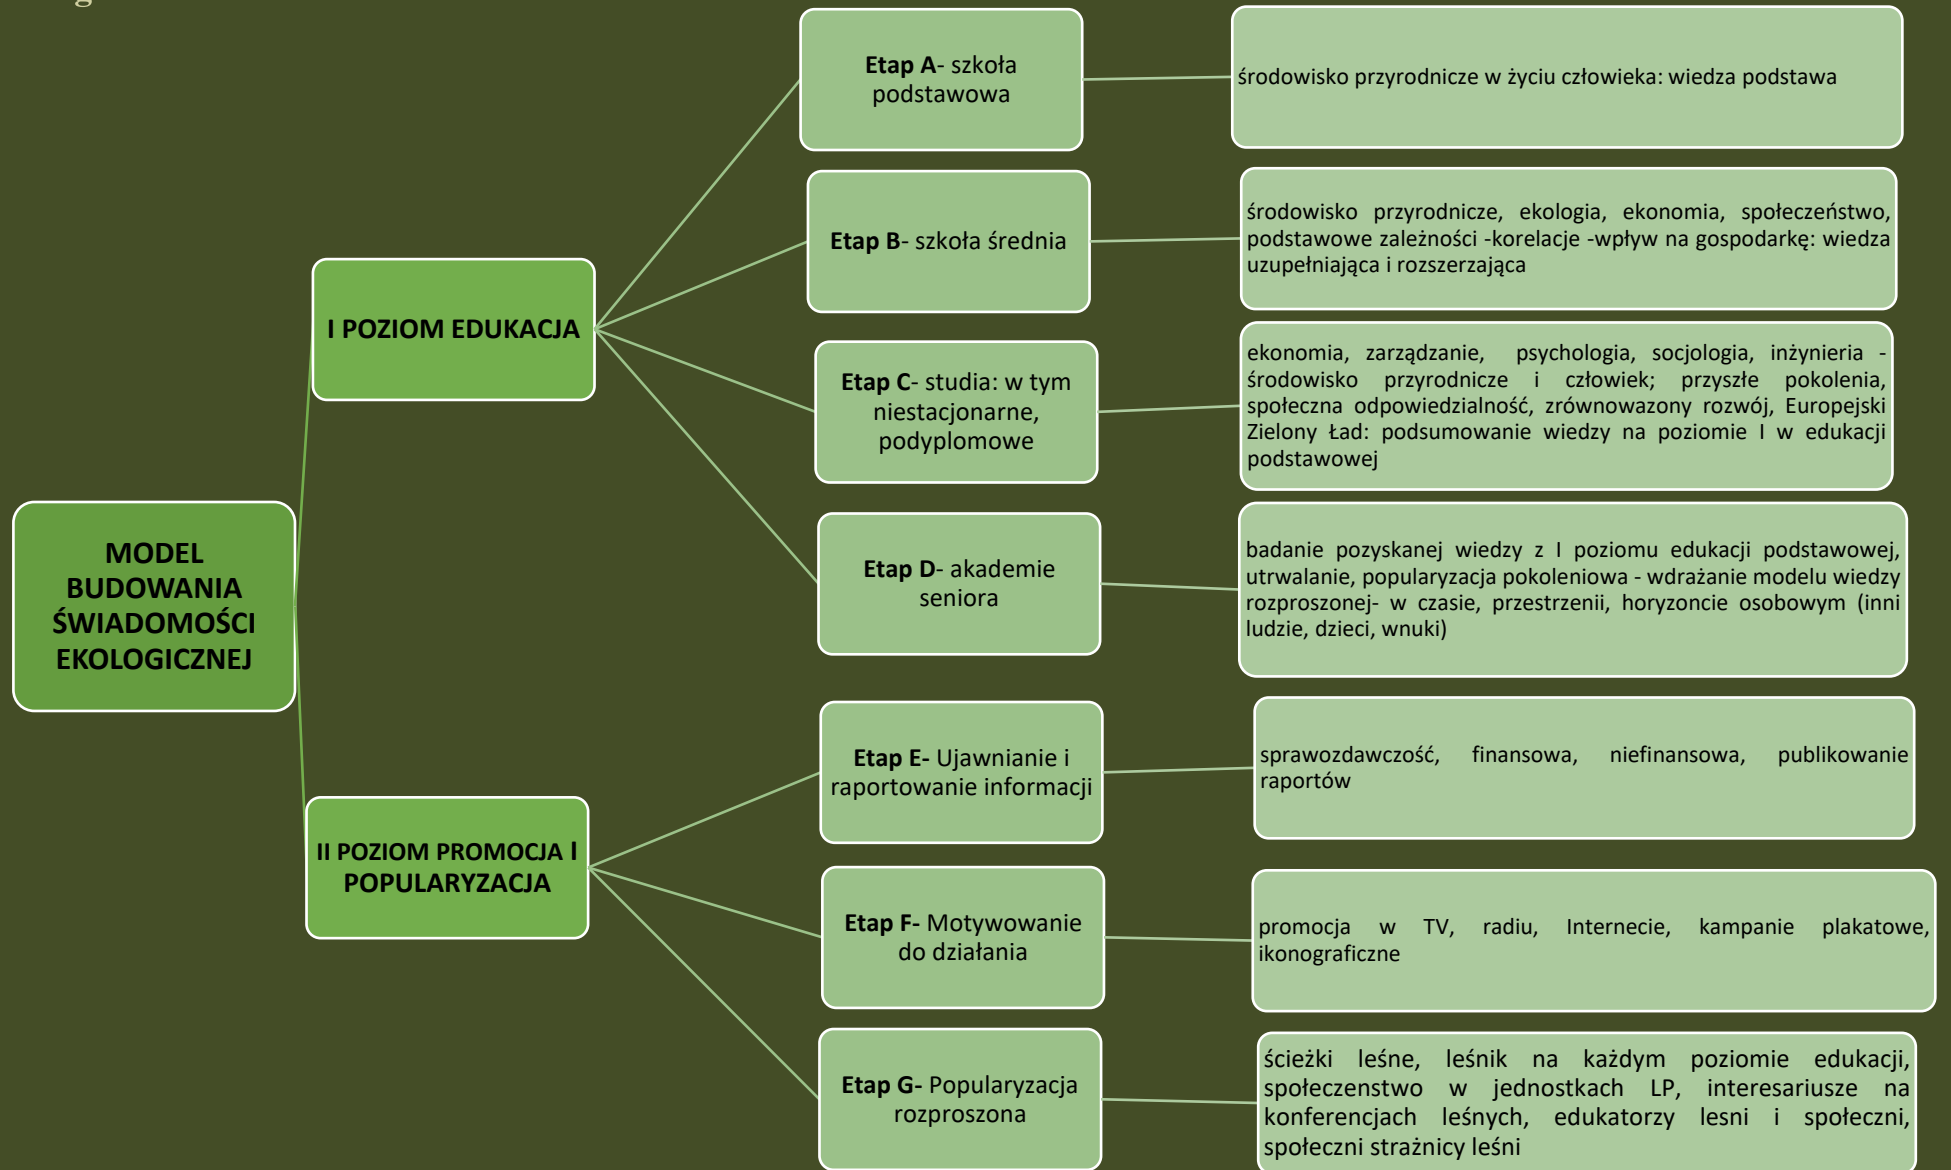 MODEL
BUDOWANIA
ŚWIADOMOŚCI
EKOLOGICZNEJ
I POZIOM EDUKACJA
Etap A- szkoła
podstawowa
środowisko przyrodnicze w życiu człowieka: wiedza podstawa
Etap B- szkoła średnia
środowisko przyrodnicze, ekologia, ekonomia, społeczeństwo,
podstawowe zależności -korelacje -wpływ na gospodarkę: wiedza
uzupełniająca i rozszerzająca
Etap C- studia: w tym
niestacjonarne,
podyplomowe
ekonomia, zarządzanie, psychologia, socjologia, inżynieria -
środowisko przyrodnicze i człowiek; przyszłe pokolenia,
społeczna odpowiedzialność, zrównowazony rozwój, Europejski
Zielony Ład: podsumowanie wiedzy na poziomie I w edukacji
podstawowej
Etap D- akademie
seniora
badanie pozyskanej wiedzy z I poziomu edukacji podstawowej,
utrwalanie, popularyzacja pokoleniowa - wdrażanie modelu wiedzy
rozproszonej- w czasie, przestrzenii, horyzoncie osobowym (inni
ludzie, dzieci, wnuki)
II POZIOM PROMOCJA I
POPULARYZACJA
Etap E- Ujawnianie i
raportowanie informacji
sprawozdawczość, finansowa, niefinansowa, publikowanie
raportów
Etap F- Motywowanie
do działania
promocja w TV, radiu, Internecie, kampanie plakatowe,
ikonograficzne
Etap G- Popularyzacja
rozproszona
ścieżki leśne, leśnik na każdym poziomie edukacji,
społeczenstwo w jednostkach LP, interesariusze na
konferencjach leśnych, edukatorzy lesni i społeczni,
społeczni strażnicy leśni